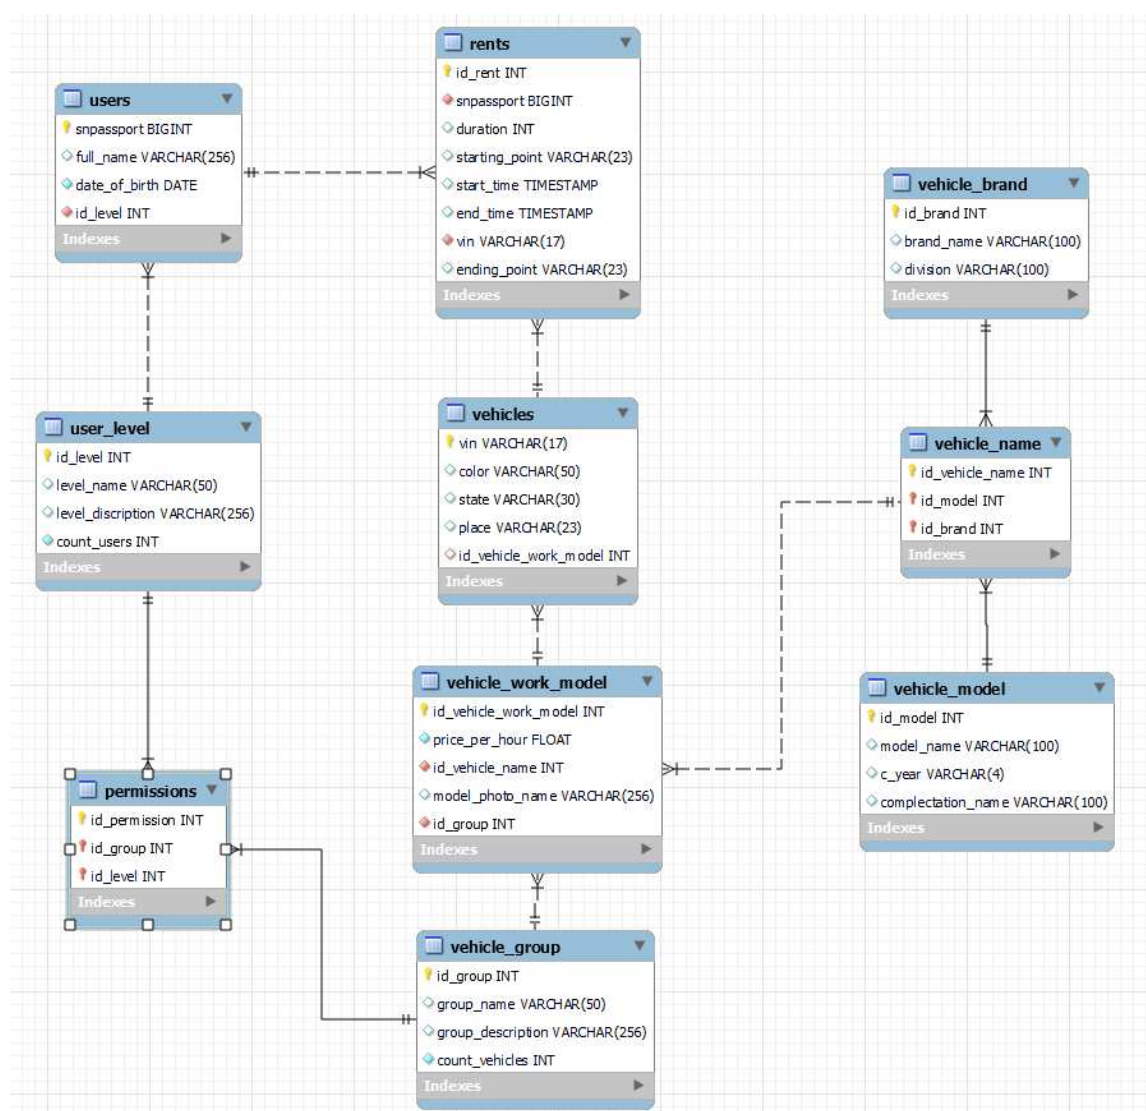 users
snpassport BIGINT
full_name VARCHAR(256)
date_of_birth DATE
id_level INT
Indexes
rents
id_rent INT
snpassport BIGINT
duration INT
starting_point VARCHAR(23)
start_time TIMESTAMP
end_time TIMESTAMP
vin VARCHAR(17)
ending_point VARCHAR(23)
Indexes
vehicle_brand
id_brand INT
brand_name VARCHAR(100)
division VARCHAR(100)
Indexes
user_level
id_level INT
level_name VARCHAR(50)
level_discription VARCHAR(256)
count_users INT
Indexes
vehicles
vin VARCHAR(17)
color VARCHAR(50)
state VARCHAR(30)
place VARCHAR(23)
id_vehicle_work_model INT
Indexes
vehicle_name
id_vehicle_name INT
id_model INT
id_brand INT
Indexes
vehicle_work_model
id_vehicle_work_model INT
price_per_hour FLOAT
id_vehicle_name INT
model_photo_name VARCHAR(256)
id_group INT
Indexes
vehicle_model
id_model INT
model_name VARCHAR(100)
c_year VARCHAR(4)
complectation_name VARCHAR(100)
Indexes
permissions
id_permission INT
id_group INT
id_level INT
Indexes
vehicle_group
id_group INT
group_name VARCHAR(50)
group_description VARCHAR(256)
count_vehicles INT
Indexes